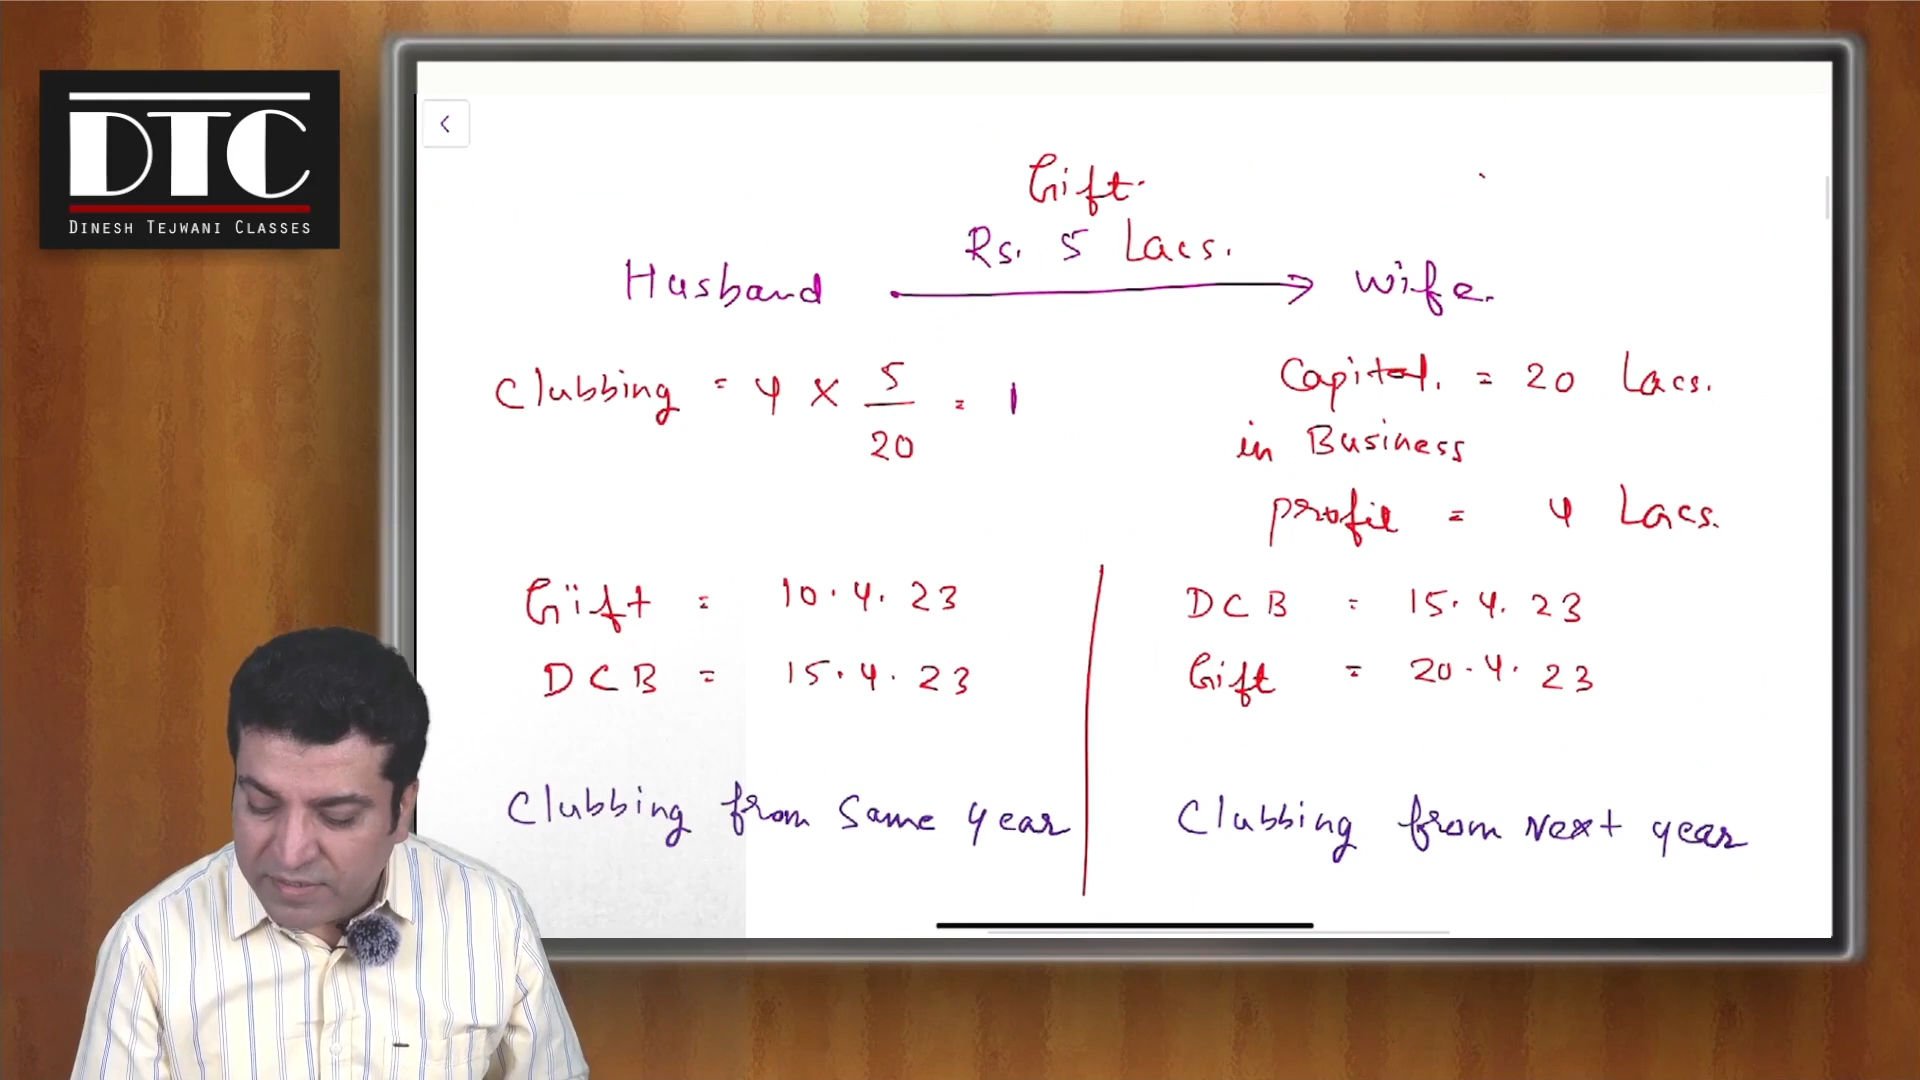 DTC
DINESH TEJWANI CLASSES
Gift.
Rs. 5 Lacs.
Husband → Wife.
Clubbing = 4 × 5/20 = 1
Capital. = 20 Lacs.
in Business
profit = 4 Lacs.
Gift = 10.4.23
DCB = 15.4.23
Clubbing from Same year
DCB = 15.4.23
Gift = 20.4.23
Clubbing from Next year